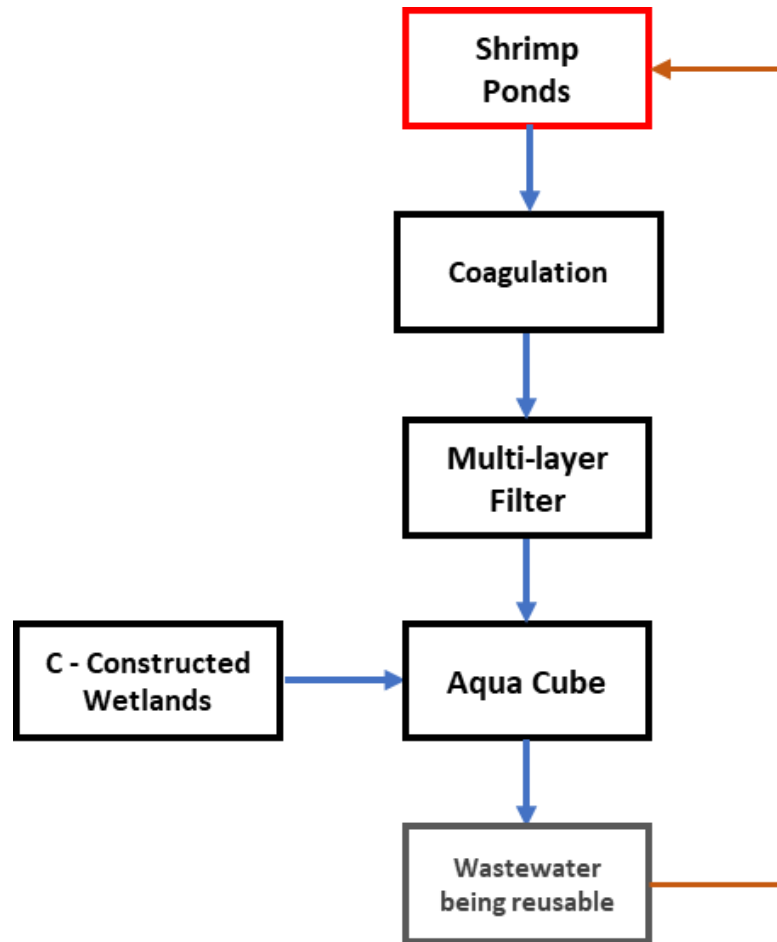 Shrimp
Ponds
Coagulation
Multi-layer
Filter
C - Constructed
Wetlands
Aqua Cube
Wastewater
being reusable